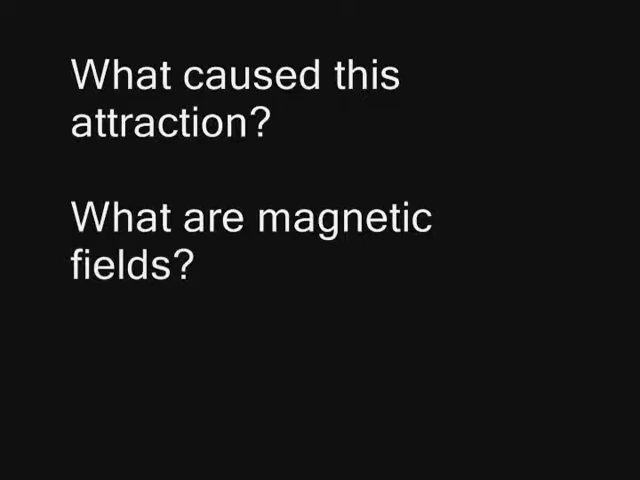 What caused this
attraction?
What are magnetic
fields?